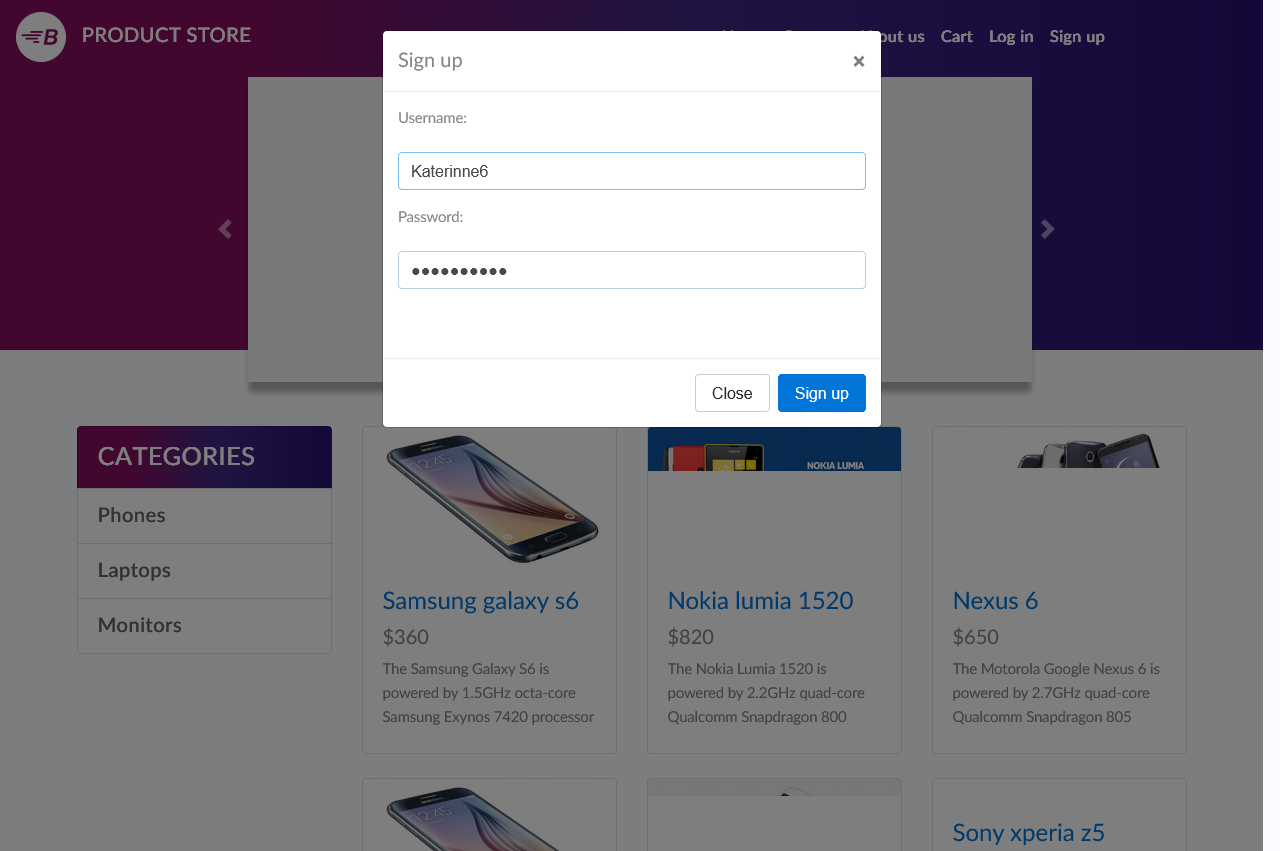 B PRODUCT STORE
Cart Log in Sign up
Sign up ×
Username:
Katerinne6
Password:
••••••••••
Close Sign up
CATEGORIES
Phones
Laptops
Monitors
12:45
Samsung galaxy s6
$360
The Samsung Galaxy S6 is
powered by 1.5GHz octa-core
Samsung Exynos 7420 processor
NOKIA LUMIA
Nokia lumia 1520
$820
The Nokia Lumia 1520 is
powered by 2.2GHz quad-core
Qualcomm Snapdragon 800
Nexus 6
$650
The Motorola Google Nexus 6 is
powered by 2.7GHz quad-core
Qualcomm Snapdragon 805
12:45
Sony xperia z5